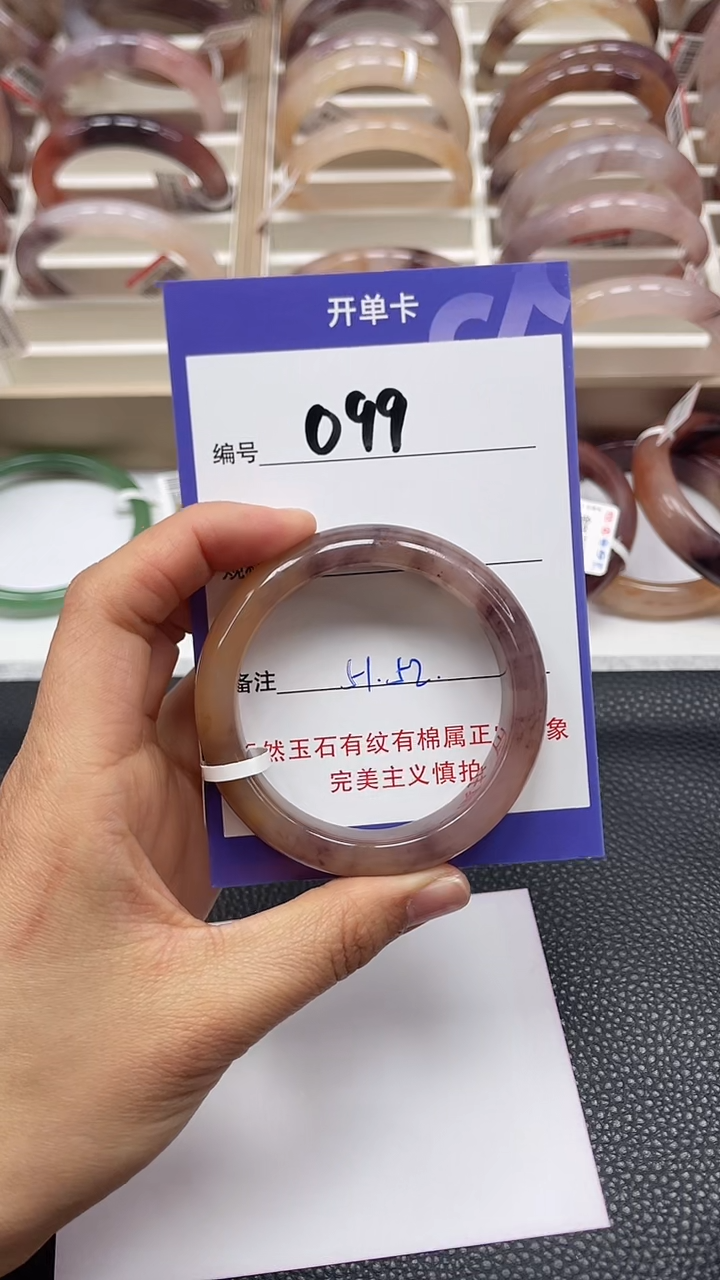 开单卡
编号 099
备注 51.52.
然玉石有纹有棉属正 象
完美主义慎拍